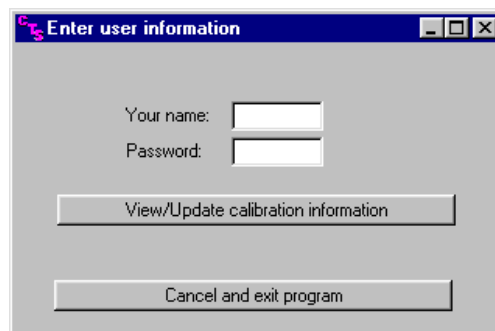 CTS Enter user information
Your name:
Password:
View/Update calibration information
Cancel and exit program